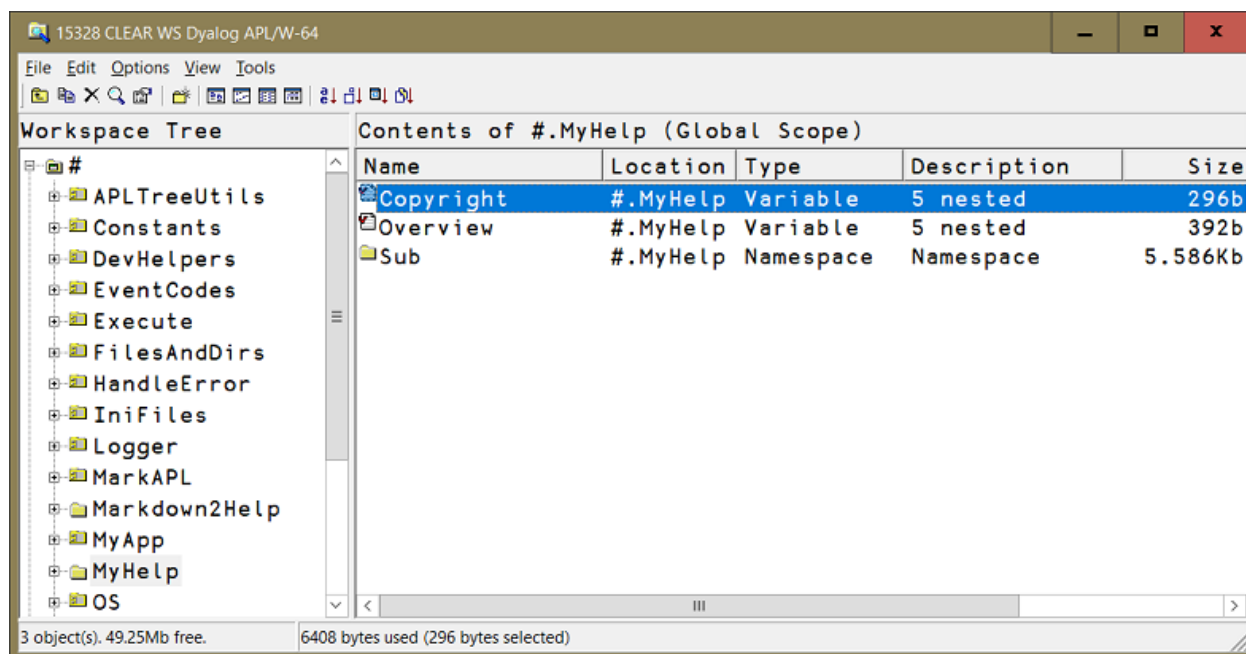 15328 CLEAR WS Dyalog APL/W-64
File Edit Options View Tools
Workspace Tree
Contents of #.MyHelp (Global Scope)
#
APLTreeUtils
Constants
DevHelpers
EventCodes
Execute
FilesAndDirs
HandleError
IniFiles
Logger
MarkAPL
Markdown2Help
MyApp
MyHelp
OS
Name Location Type Description Size
Copyright #.MyHelp Variable 5 nested 296b
Overview #.MyHelp Variable 5 nested 392b
Sub #.MyHelp Namespace Namespace 5.586Kb
3 object(s). 49.25Mb free. 6408 bytes used (296 bytes selected)